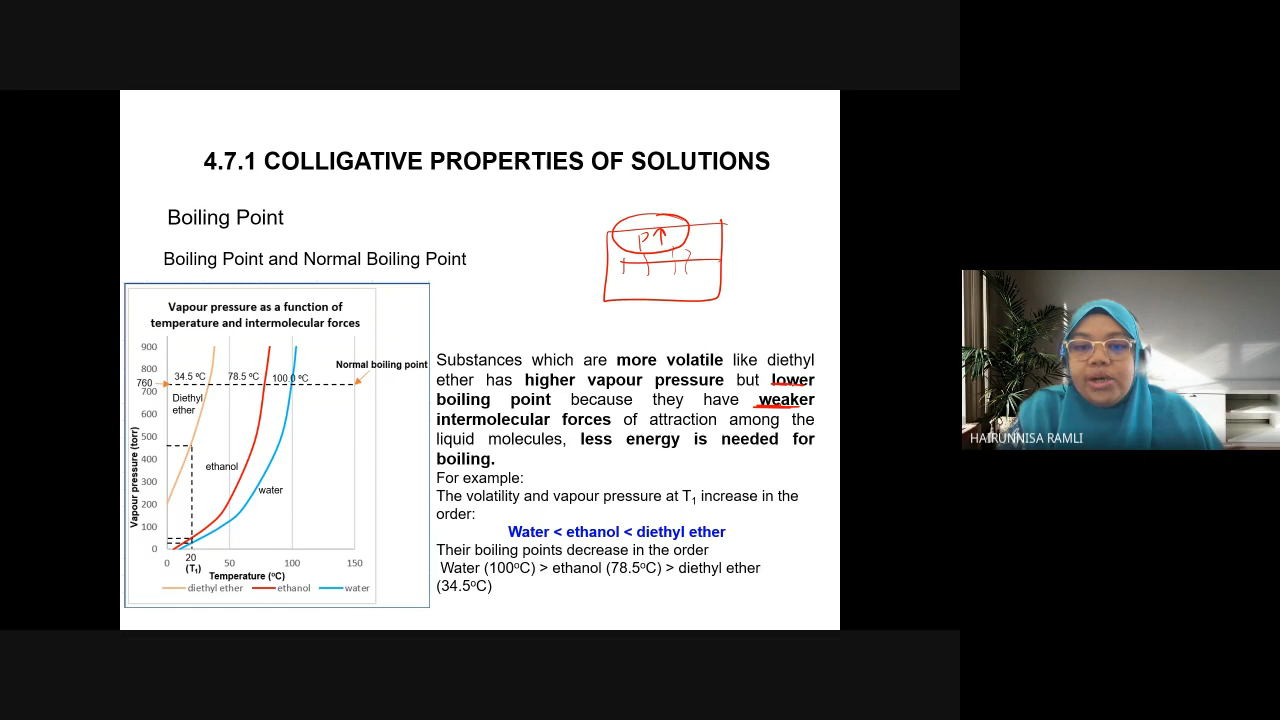 4.7.1 COLLIGATIVE PROPERTIES OF SOLUTIONS
Boiling Point
Boiling Point and Normal Boiling Point
P↑
Vapour pressure as a function of
temperature and intermolecular forces
Vapour pressure (torr)
900
800
760
700
600
500
400
300
200
100
0
34.5 ºC
78.5 ºC
100.0 ºC
Normal boiling point
Diethyl
ether
ethanol
water
0
20
(T₁)
50
100
150
Temperature (ºC)
diethyl ether
ethanol
water
Substances which are more volatile like diethyl
ether has higher vapour pressure but lower
boiling point because they have weaker
intermolecular forces of attraction among the
liquid molecules, less energy is needed for
boiling.
For example:
The volatility and vapour pressure at T₁ increase in the
order:
Water < ethanol < diethyl ether
Their boiling points decrease in the order
Water (100ºC) > ethanol (78.5ºC) > diethyl ether
(34.5ºC)
HAIRUNNISA RAMLI